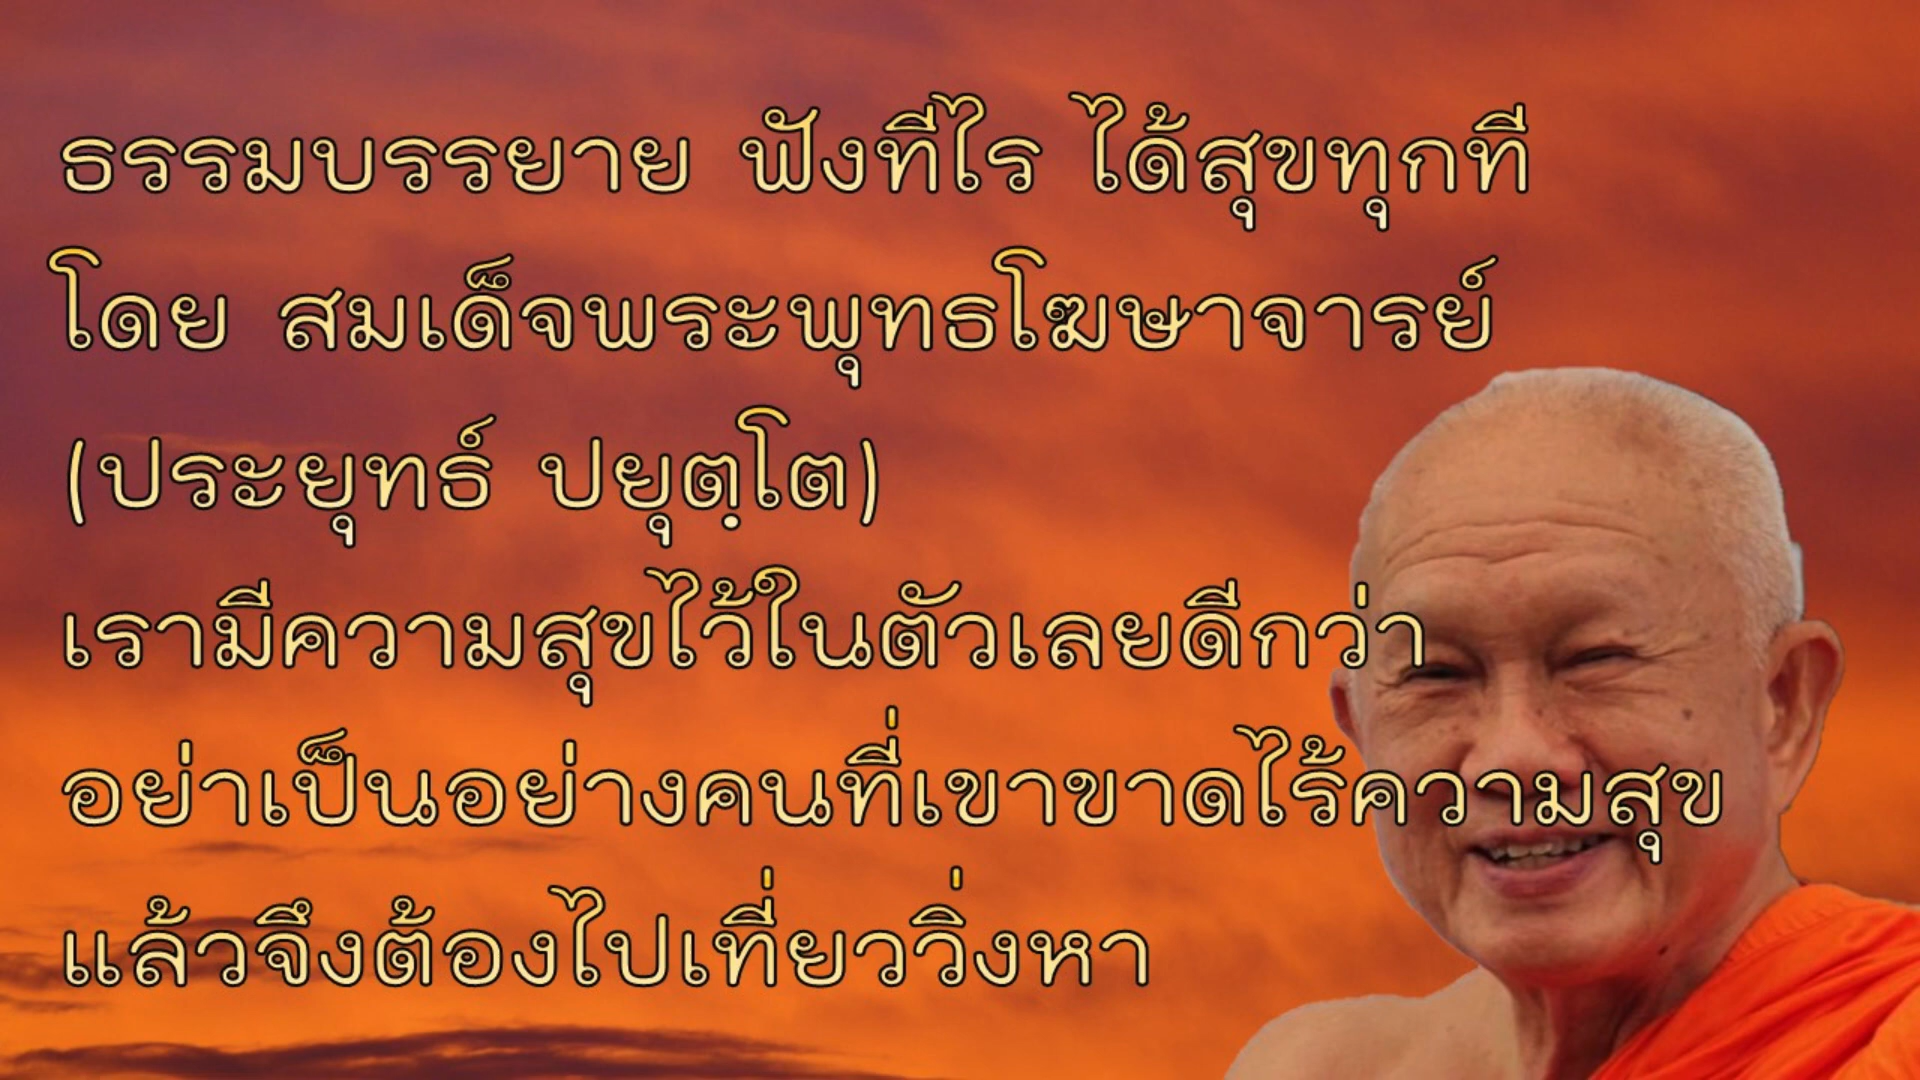 ธรรมบรรยาย ฟังทีไร ได้สุขทุกที
โดย สมเด็จพระพุทธโฆษาจารย์
(ประยุทธ์ ปยุตฺโต)
เรามีความสุขไว้ในตัวเลยดีกว่า
อย่าเป็นอย่างคนที่เขาขาดไร้ความสุข
แล้วจึงต้องไปเที่ยววิ่งหา